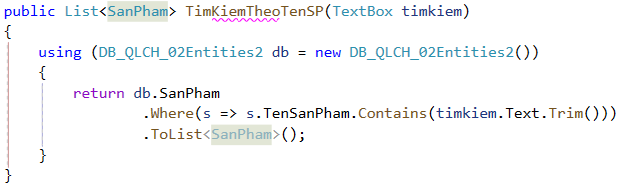 public List<SanPham> TimKiemTheoTenSP(TextBox timkiem)
{
    using (DB_QLCH_02Entities2 db = new DB_QLCH_02Entities2())
    {
        return db.SanPham
                .Where(s => s.TenSanPham.Contains(timkiem.Text.Trim()))
                .ToList<SanPham>();
    }
}